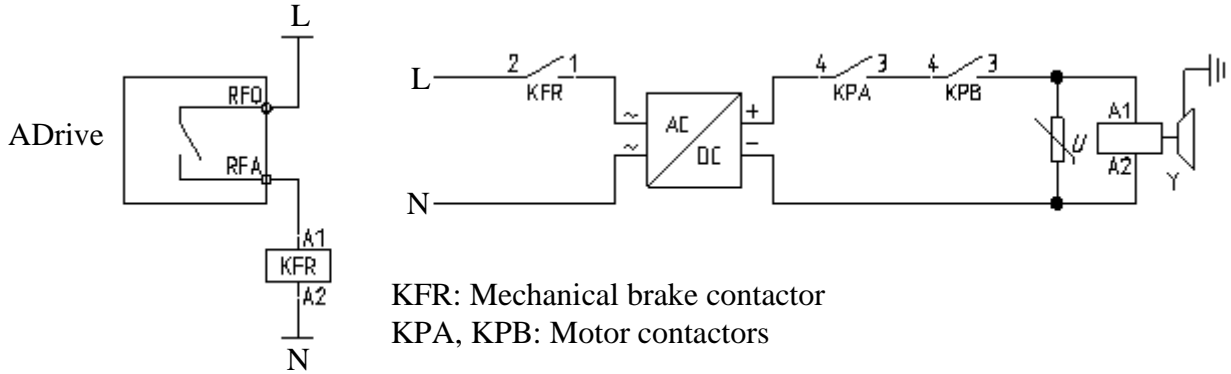 L
RFO
ADrive
RFA
A1
KFR
A2
N
L
2 1
KFR
4 3
KPA
4 3
KPB
~
~
AC
DC
+
-
U
A1
A2
Y
N
KFR: Mechanical brake contactor
KPA, KPB: Motor contactors